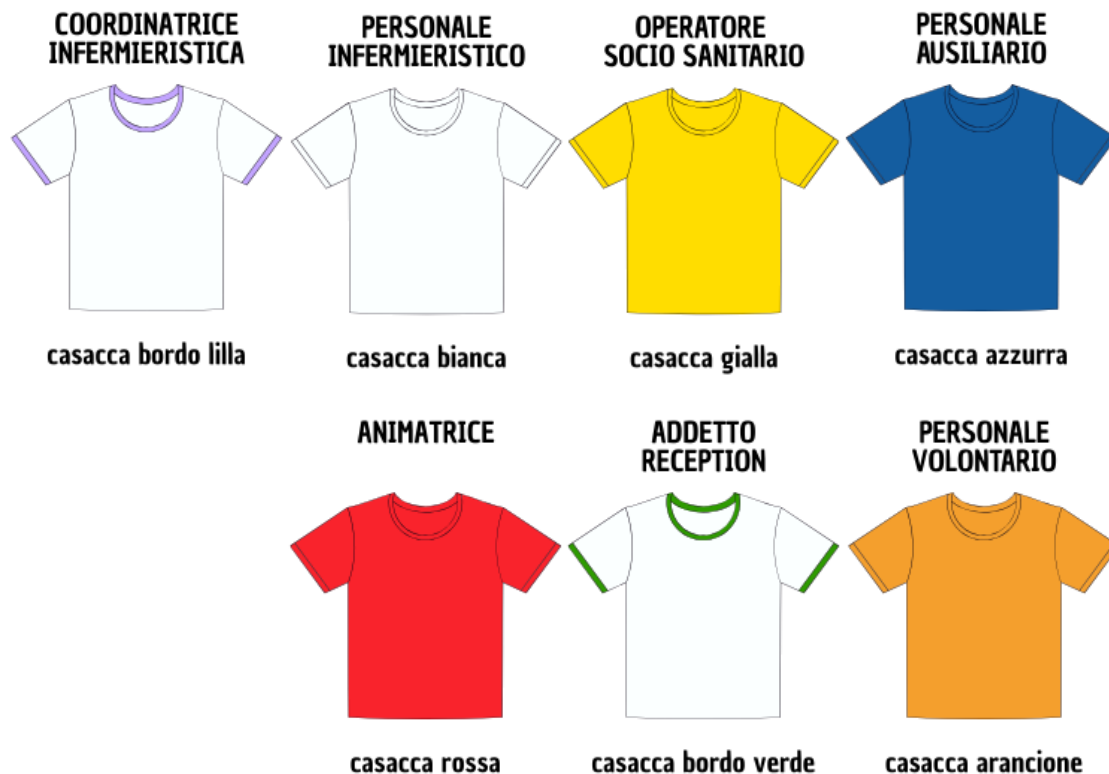 COORDINATRICE
INFERMIERISTICA
PERSONALE
INFERMIERISTICO
OPERATORE
SOCIO SANITARIO
PERSONALE
AUSILIARIO
casacca bordo lilla
casacca bianca
casacca gialla
casacca azzurra
ANIMATRICE
ADDETTO
RECEPTION
PERSONALE
VOLONTARIO
casacca rossa
casacca bordo verde
casacca arancione